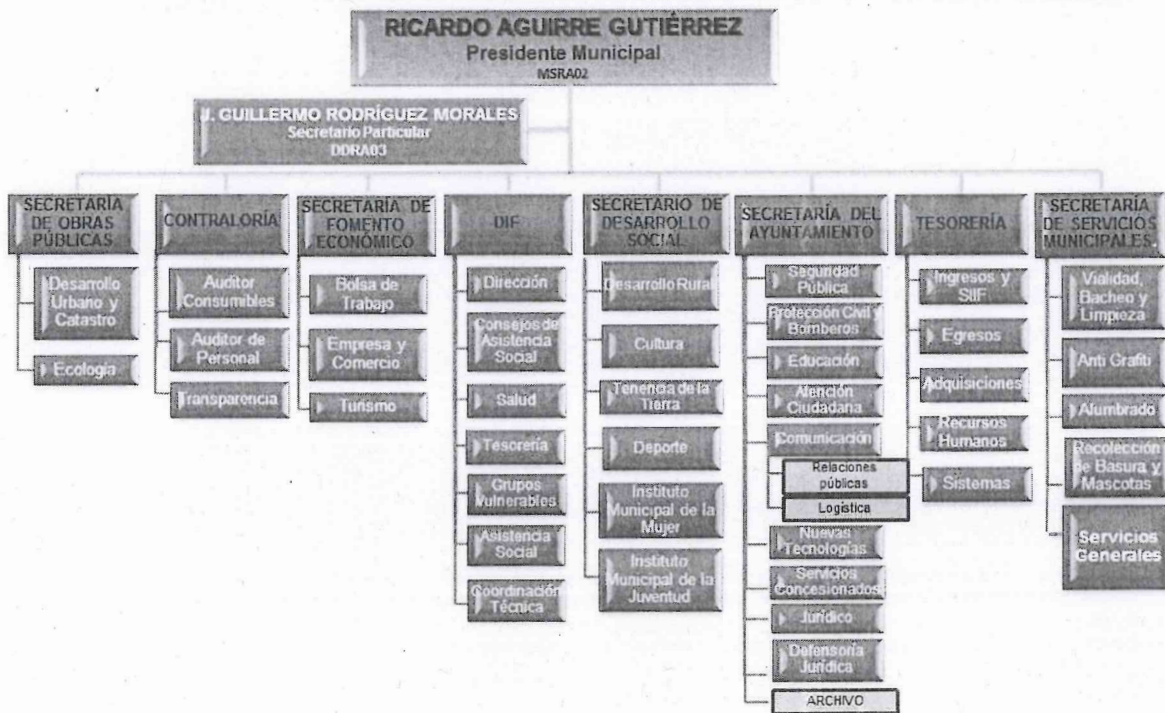 RICARDO AGUIRRE GUTIÉRREZ
Presidente Municipal
MSRA02
J. GUILLERMO RODRÍGUEZ MORALES
Secretario Particular
DDRA03
SECRETARÍA
DE OBRAS
PÚBLICAS
Desarrollo
Urbano y
Catastro
Ecología
CONTRALORÍA
Auditor
Consumibles
Auditor de
Personal
Transparencia
SECRETARÍA DE
FOMENTO
ECONÓMICO
Bolsa de
Trabajo
Empresa y
Comercio
Turismo
DIF
Dirección
Consejos de
Asistencia
Social
Salud
Tesorería
Grupos
Vulnerables
Asistencia
Social
Coordinación
Técnica
SECRETARIO DE
DESARROLLO
SOCIAL
Desarrollo Rural
Cultura
Tenencia de la
Tierra
Deporte
Instituto
Municipal de la
Mujer
Instituto
Municipal de la
Juventud
SECRETARÍA DEL
AYUNTAMIENTO
Seguridad
Pública
Protección Civil y
Bomberos
Educación
Atención
Ciudadana
Comunicación
Relaciones
públicas
Logística
Nuevas
Tecnologías
Servicios
Concesionados
Jurídico
Defensoría
Jurídica
ARCHIVO
TESORERÍA
Ingresos y
SIIF
Egresos
Adquisiciones
Recursos
Humanos
Sistemas
SECRETARÍA
DE SERVICIOS
MUNICIPALES.
Vialidad,
Bacheo y
Limpieza
Anti Grafiti
Alumbrado
Recolección
de Basura y
Mascotas
Servicios
Generales